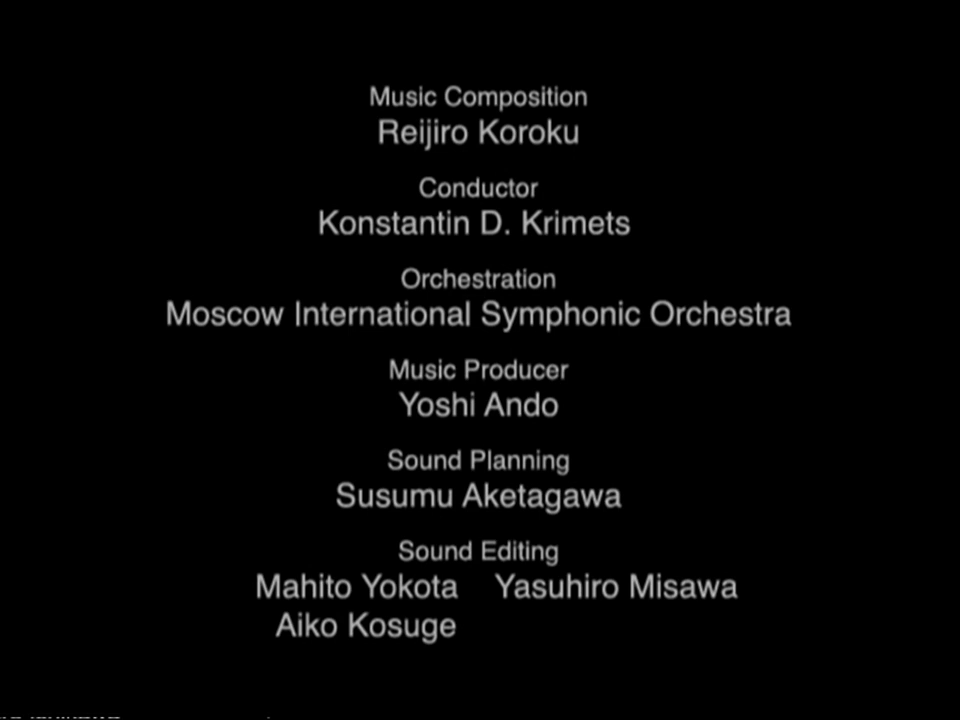 Music Composition
Reijiro Koroku
Conductor
Konstantin D. Krimets
Orchestration
Moscow International Symphonic Orchestra
Music Producer
Yoshi Ando
Sound Planning
Susumu Aketagawa
Sound Editing
Mahito Yokota Yasuhiro Misawa
Aiko Kosuge